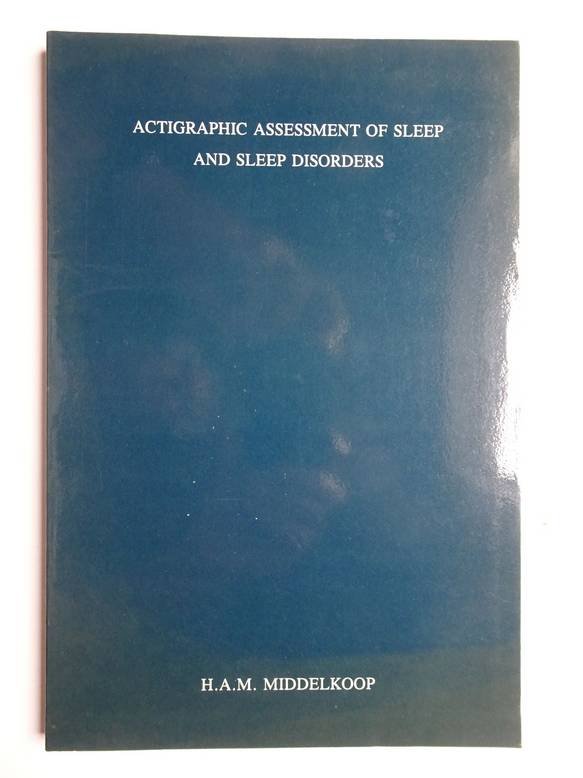 ACTIGRAPHIC ASSESSMENT OF SLEEP
AND SLEEP DISORDERS
H.A.M. MIDDELKOOP